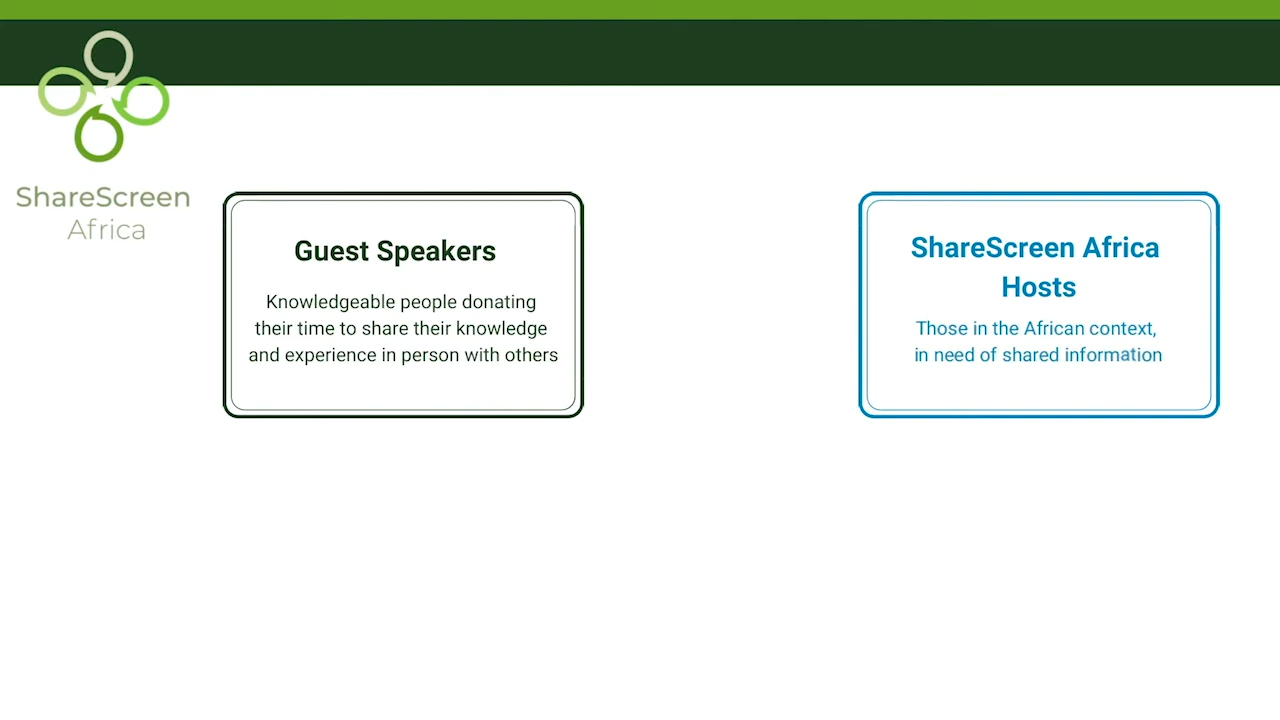 ShareScreen
Africa
Guest Speakers
Knowledgeable people donating
their time to share their knowledge
and experience in person with others
ShareScreen Africa
Hosts
Those in the African context,
in need of shared information